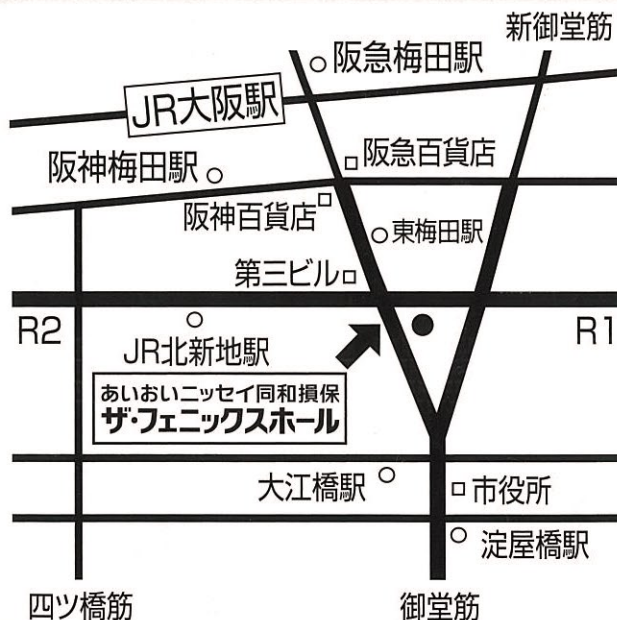 新御堂筋
阪急梅田駅
JR大阪駅
阪急百貨店
阪神梅田駅
阪神百貨店
東梅田駅
第三ビル
R2
R1
JR北新地駅
あいおいニッセイ同和損保
ザ・フェニックスホール
大江橋駅
市役所
淀屋橋駅
四ツ橋筋
御堂筋